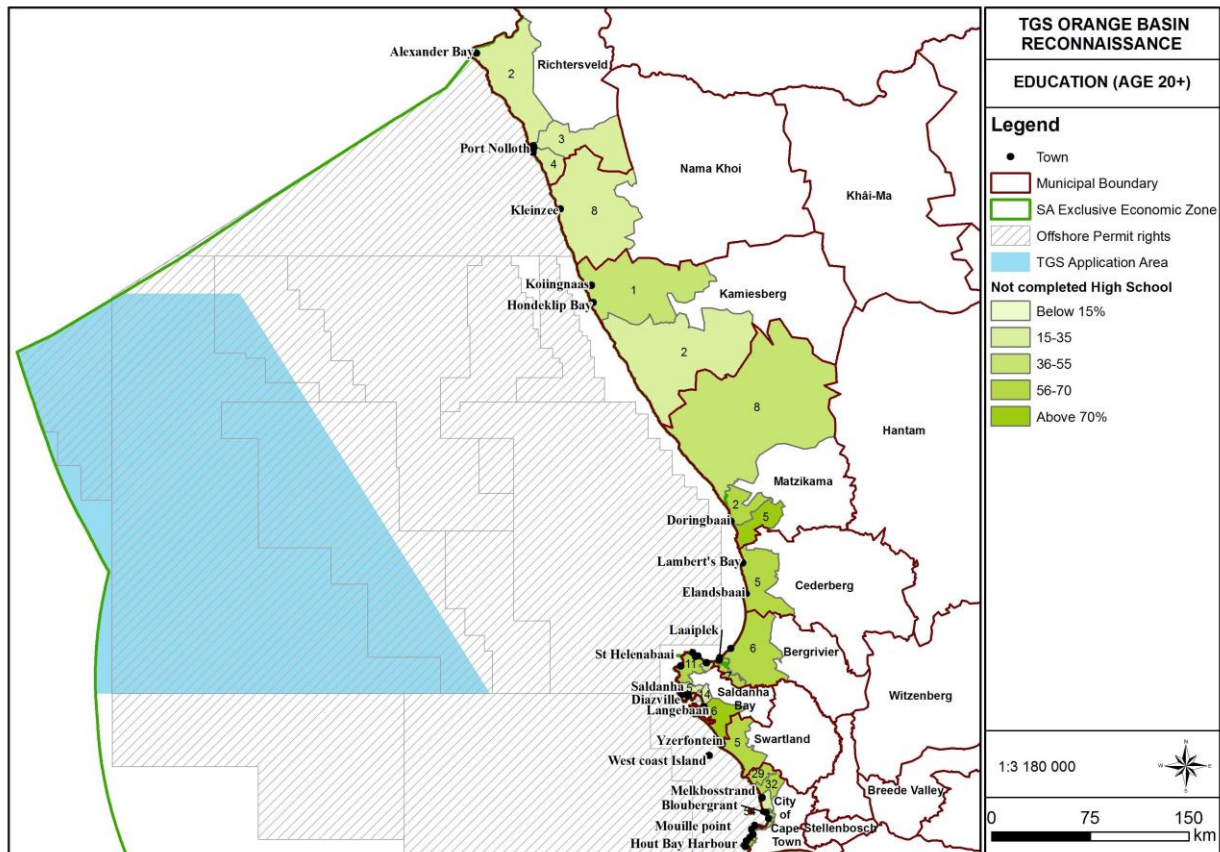 TGS ORANGE BASIN
RECONNAISSANCE
EDUCATION (AGE 20+)
Legend
Town
Municipal Boundary
SA Exclusive Economic Zone
Offshore Permit rights
TGS Application Area
Not completed High School
Below 15%
15-35
36-55
56-70
Above 70%
1:3 180 000
N
W
E
S
0 75 150
km
Alexander Bay
Richtersveld
2
3
Port Nolloth
4
Nama Khoi
Khâi-Ma
Kleinzee
8
Koiingnaas
1
Kamiesberg
Hondeklip Bay
2
8
Hantam
Matzikama
2
5
Doringbaai
Lambert's Bay
5
Cederberg
Elandsbaai
Laaiplek
6
Bergrivier
St Helenabaai
11
Witzenberg
Saldanha
5
Saldanha
Bay
14
Diazville
Langebaan
6
Swartland
Yzerfontein
5
West coast Island
29
32
Melkbosstrand
Breede Valley
Bloubergrant
City
of
Cape
Town
Mouille point
Stellenbosch
Hout Bay Harbour